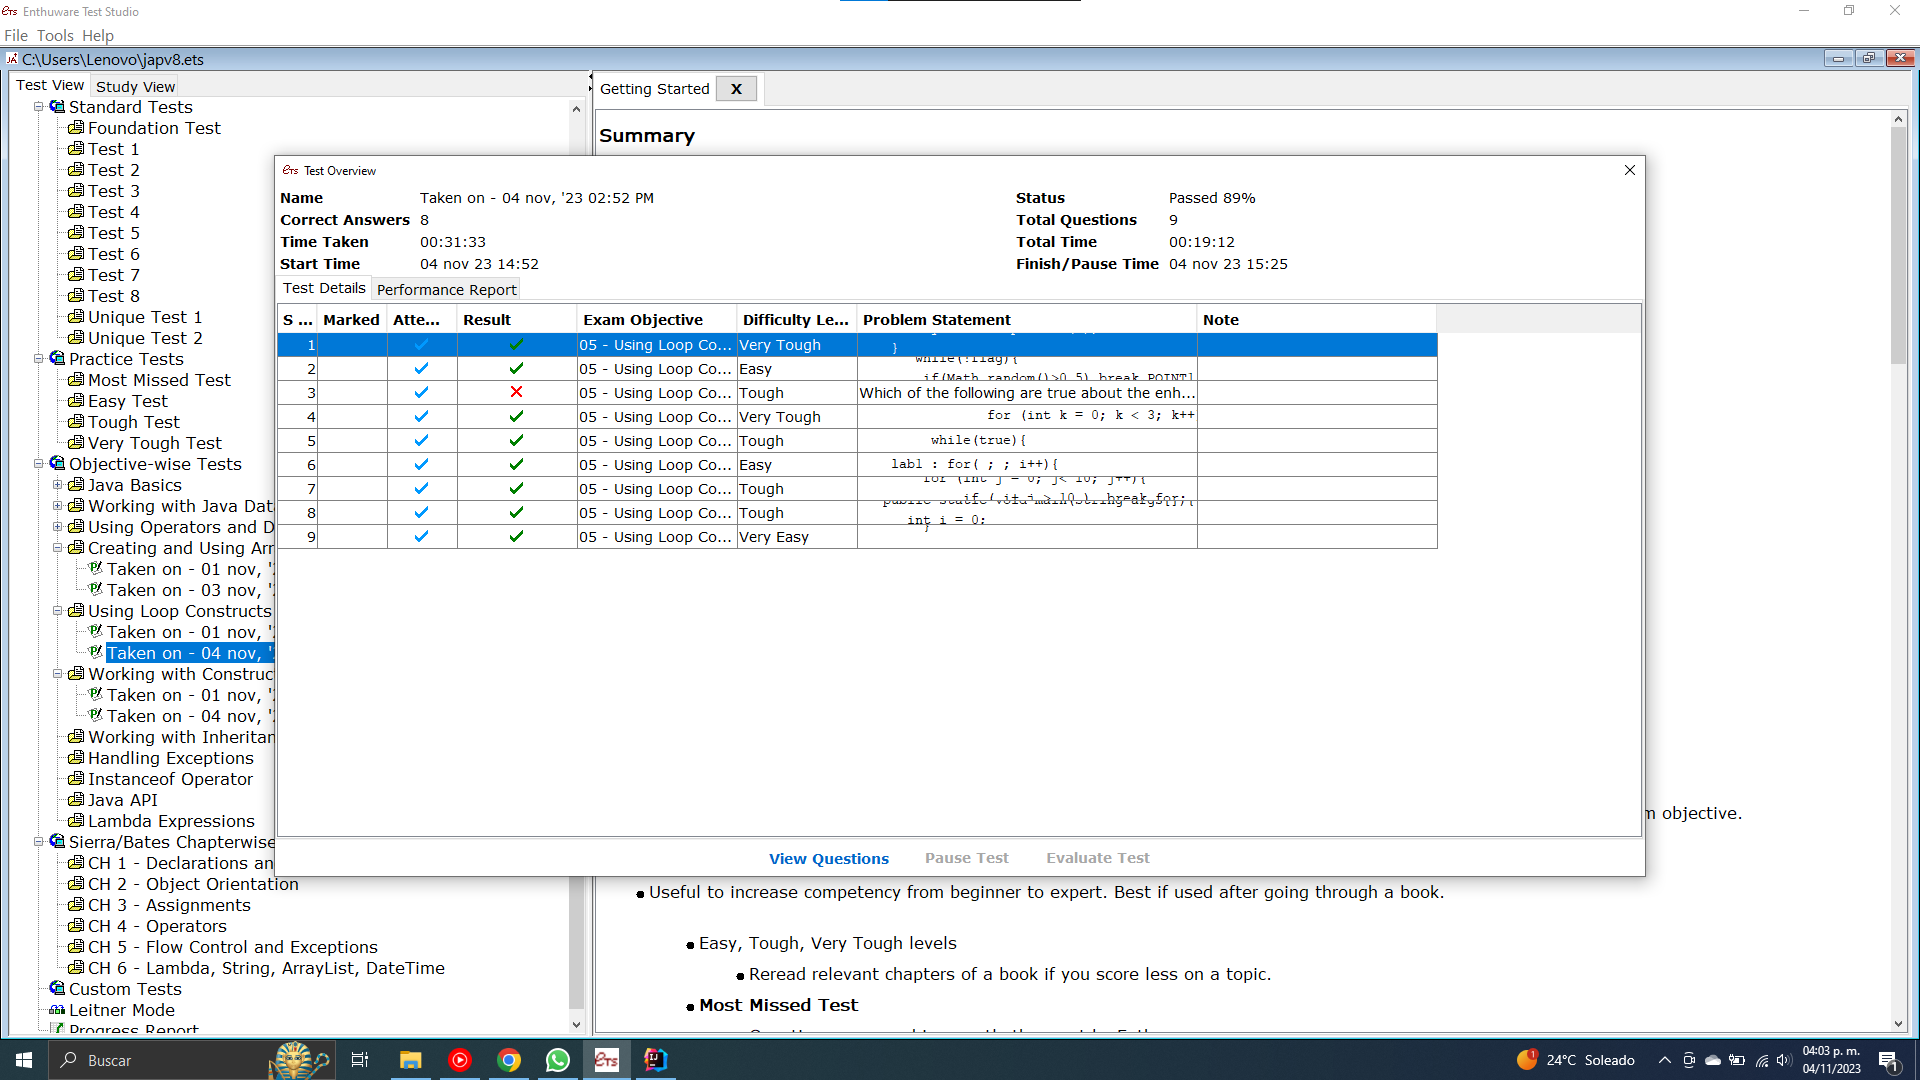 ETS Enthuware Test Studio
File Tools Help
C:\Users\Lenovo\japv8.ets
Test View Study View
Standard Tests
Foundation Test
Test 1
Test 2
Test 3
Test 4
Test 5
Test 6
Test 7
Test 8
Unique Test 1
Unique Test 2
Practice Tests
Most Missed Test
Easy Test
Tough Test
Very Tough Test
Objective-wise Tests
Java Basics
Working with Java Dat
Using Operators and D
Creating and Using Arr
Taken on - 01 nov, '
Taken on - 03 nov, '
Using Loop Constructs
Taken on - 01 nov, '
Taken on - 04 nov, '
Working with Construc
Taken on - 01 nov, '
Taken on - 04 nov, '
Working with Inheritan
Handling Exceptions
Instanceof Operator
Java API
Lambda Expressions
Sierra/Bates Chapterwise
CH 1 - Declarations an
CH 2 - Object Orientation
CH 3 - Assignments
CH 4 - Operators
CH 5 - Flow Control and Exceptions
CH 6 - Lambda, String, ArrayList, DateTime
Custom Tests
Leitner Mode
Progress Report
Getting Started X
Summary
ETS Test Overview
Name Taken on - 04 nov, '23 02:52 PM Status Passed 89%
Correct Answers 8 Total Questions 9
Time Taken 00:31:33 Total Time 00:19:12
Start Time 04 nov 23 14:52 Finish/Pause Time 04 nov 23 15:25
Test Details Performance Report
S ... Marked Atte... Result Exam Objective Difficulty Le... Problem Statement Note
1 05 - Using Loop Co... Very Tough }
2 05 - Using Loop Co... Easy while(!flag){ if(Math.random()>0.5) break POINT1
3 05 - Using Loop Co... Tough Which of the following are true about the enh...
4 05 - Using Loop Co... Very Tough for (int k = 0; k < 3; k++
5 05 - Using Loop Co... Tough while(true){
6 05 - Using Loop Co... Easy lab1 : for( ; ; i++){
7 05 - Using Loop Co... Tough for (int j = 0; j< 10; j++){
8 05 - Using Loop Co... Tough int i = 0;
9 05 - Using Loop Co... Very Easy }
View Questions Pause Test Evaluate Test
m objective.
Useful to increase competency from beginner to expert. Best if used after going through a book.
Easy, Tough, Very Tough levels
Reread relevant chapters of a book if you score less on a topic.
Most Missed Test
Buscar
ETS
24°C Soleado
04:03 p. m.
04/11/2023
1